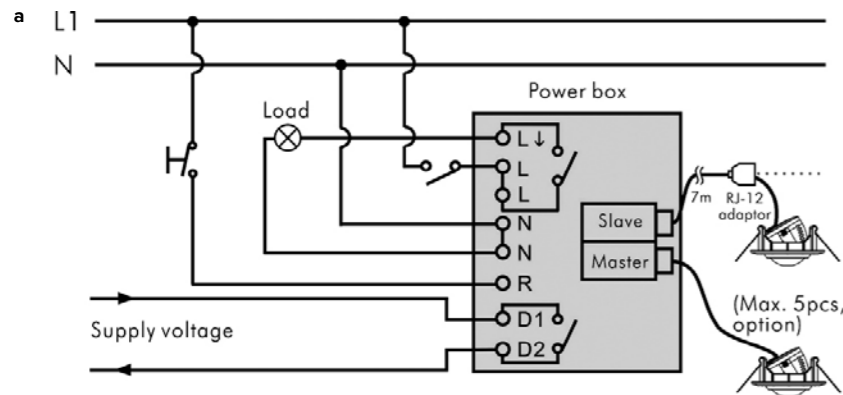 a
L1
N
Power box
Load
L↓
L
L
N
N
R
D1
D2
Slave
Master
7m
RJ-12
adaptor
(Max. 5pcs,
option)
Supply voltage